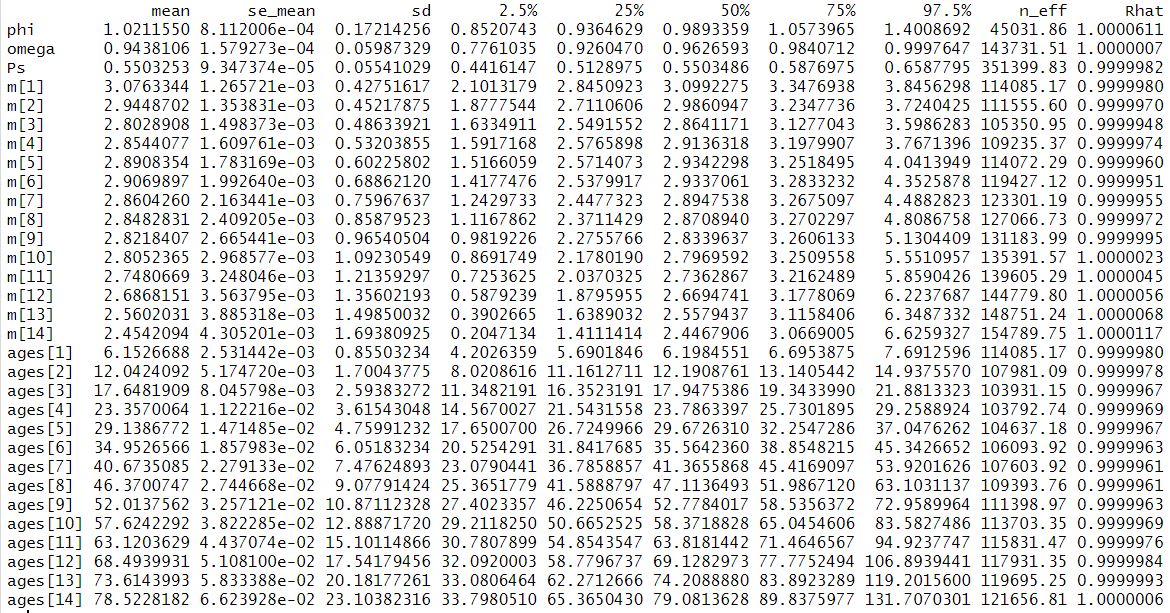 mean se_mean sd 2.5% 25% 50% 75% 97.5% n_eff Rhat
phi 1.0211550 8.112006e-04 0.17214256 0.8520743 0.9364629 0.9893359 1.0573965 1.4008692 45031.86 1.0000611
omega 0.9438106 1.579273e-04 0.05987329 0.7761035 0.9260470 0.9626593 0.9840712 0.9997647 143731.51 1.0000007
Ps 0.5503253 9.347374e-05 0.05541029 0.4416147 0.5128975 0.5503486 0.5876975 0.6587795 351399.83 0.9999982
m[1] 3.0763344 1.265721e-03 0.42751617 2.1013179 2.8450923 3.0992275 3.3476938 3.8456298 114085.17 0.9999980
m[2] 2.9448702 1.353831e-03 0.45217875 1.8777544 2.7110606 2.9860947 3.2347736 3.7240425 111555.60 0.9999970
m[3] 2.8028908 1.498373e-03 0.48633921 1.6334911 2.5491552 2.8641171 3.1277043 3.5986283 105350.95 0.9999948
m[4] 2.8544077 1.609761e-03 0.53203855 1.5917168 2.5765898 2.9136318 3.1979907 3.7671396 109235.37 0.9999974
m[5] 2.8908354 1.783169e-03 0.60225802 1.5166059 2.5714073 2.9342298 3.2518495 4.0413949 114072.29 0.9999960
m[6] 2.9069897 1.992640e-03 0.68862120 1.4177476 2.5379917 2.9337061 3.2833232 4.3525878 119427.12 0.9999951
m[7] 2.8604260 2.163441e-03 0.75967637 1.2429733 2.4477323 2.8947538 3.2675097 4.4882823 123301.19 0.9999955
m[8] 2.8482831 2.409205e-03 0.85879523 1.1167862 2.3711429 2.8708940 3.2702297 4.8086758 127066.73 0.9999972
m[9] 2.8218407 2.665441e-03 0.96540504 0.9819226 2.2755766 2.8339637 3.2606133 5.1304409 131183.99 0.9999995
m[10] 2.8052365 2.968577e-03 1.09230549 0.8691749 2.1780190 2.7969592 3.2509558 5.5510957 135391.57 1.0000023
m[11] 2.7480669 3.248046e-03 1.21359297 0.7253625 2.0370325 2.7362867 3.2162489 5.8590426 139605.29 1.0000045
m[12] 2.6868151 3.563795e-03 1.35602193 0.5879239 1.8795955 2.6694741 3.1778069 6.2237687 144779.80 1.0000056
m[13] 2.5602031 3.885318e-03 1.49850032 0.3902665 1.6389032 2.5579437 3.1158406 6.3487332 148751.24 1.0000068
m[14] 2.4542094 4.305201e-03 1.69380925 0.2047134 1.4111414 2.4467906 3.0669005 6.6259327 154789.75 1.0000117
ages[1] 6.1526688 2.531442e-03 0.85503234 4.2026359 5.6901846 6.1984551 6.6953875 7.6912596 114085.17 0.9999980
ages[2] 12.0424092 5.174720e-03 1.70043775 8.0208616 11.1612711 12.1908761 13.1405442 14.9375570 107981.09 0.9999978
ages[3] 17.6481909 8.045798e-03 2.59383272 11.3482191 16.3523191 17.9475386 19.3433990 21.8813323 103931.15 0.9999967
ages[4] 23.3570064 1.122216e-02 3.61543048 14.5670027 21.5431558 23.7863397 25.7301895 29.2588924 103792.74 0.9999969
ages[5] 29.1386772 1.471485e-02 4.75991232 17.6500700 26.7249966 29.6726310 32.2547286 37.0476262 104637.18 0.9999967
ages[6] 34.9526566 1.857983e-02 6.05183234 20.5254291 31.8417685 35.5642360 38.8548215 45.3426652 106093.92 0.9999963
ages[7] 40.6735085 2.279133e-02 7.47624893 23.0790441 36.7858857 41.3655868 45.4169097 53.9201626 107603.92 0.9999961
ages[8] 46.3700747 2.744668e-02 9.07791424 25.3651779 41.5888797 47.1136493 51.9867120 63.1031137 109393.76 0.9999961
ages[9] 52.0137562 3.257121e-02 10.87112328 27.4023357 46.2250654 52.7784017 58.5356372 72.9589964 111398.97 0.9999963
ages[10] 57.6242292 3.822285e-02 12.88871720 29.2118250 50.6652525 58.3718828 65.0454606 83.5827486 113703.35 0.9999969
ages[11] 63.1203629 4.437074e-02 15.10114866 30.7807899 54.8543547 63.8181442 71.4646567 94.9237747 115831.47 0.9999976
ages[12] 68.4939931 5.108100e-02 17.54179456 32.0920003 58.7796737 69.1282973 77.7752494 106.8939441 117931.35 0.9999984
ages[13] 73.6143993 5.833388e-02 20.18177261 33.0806464 62.2712666 74.2088880 83.8923289 119.2015600 119695.25 0.9999993
ages[14] 78.5228182 6.623928e-02 23.10382316 33.7980510 65.3650430 79.0813628 89.8375977 131.7070301 121656.81 1.0000006